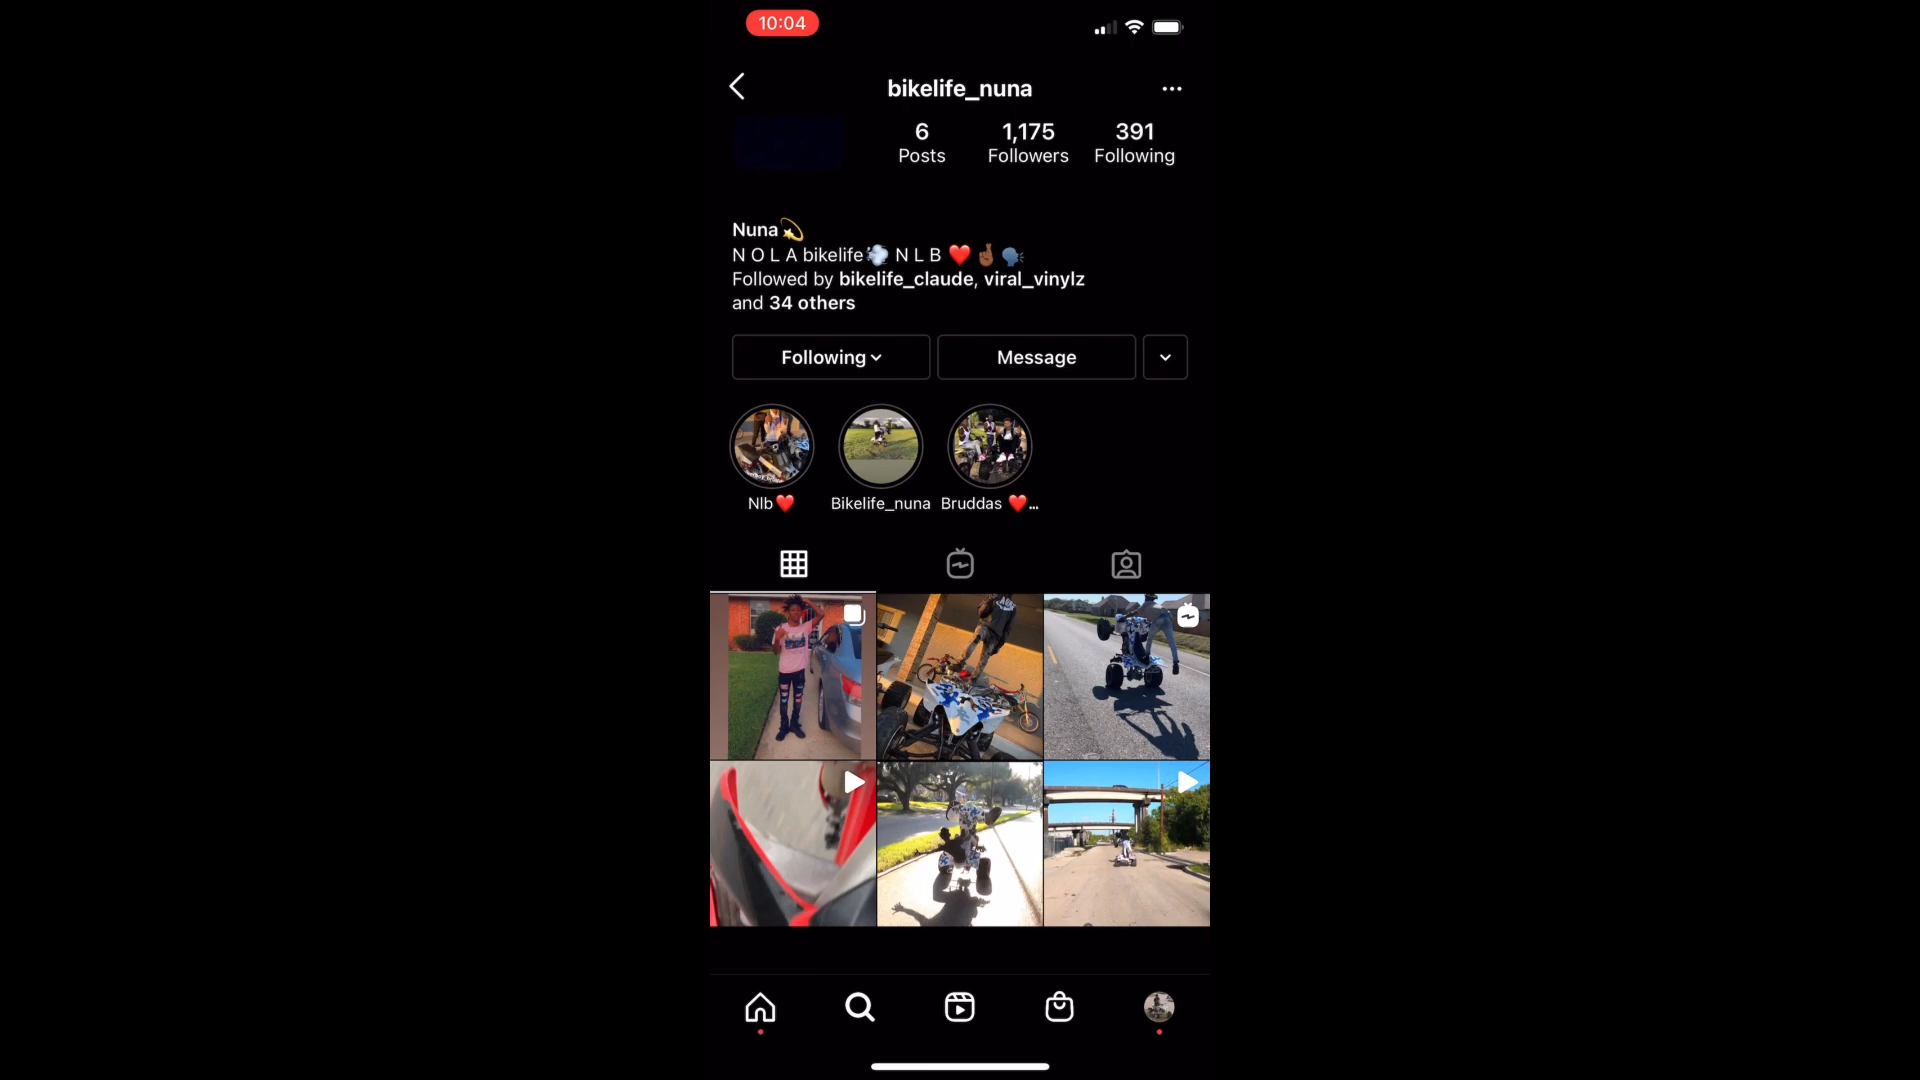 10:04
bikelife_nuna
6
1,175
391
Posts
Followers
Following
Nuna💫
N O L A bikelife💨 N L B ❤️🤞🏾🗣
Followed by bikelife_claude, viral_vinylz
and 34 others
Following
Message
Nlb❤️
Bikelife_nuna
Bruddas ❤️...